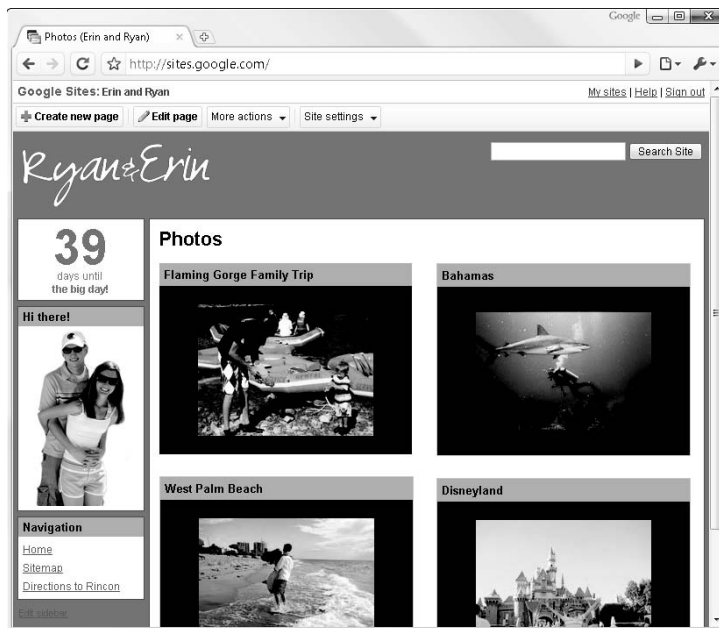 Google
Photos (Erin and Ryan)
http://sites.google.com/
Google Sites: Erin and Ryan
My sites | Help | Sign out
Create new page
Edit page
More actions
Site settings
Ryan & Erin
Search Site
39
days until
the big day!
Photos
Flaming Gorge Family Trip
Bahamas
Hi there!
West Palm Beach
Disneyland
Navigation
Home
Sitemap
Directions to Rincon
Edit sidebar